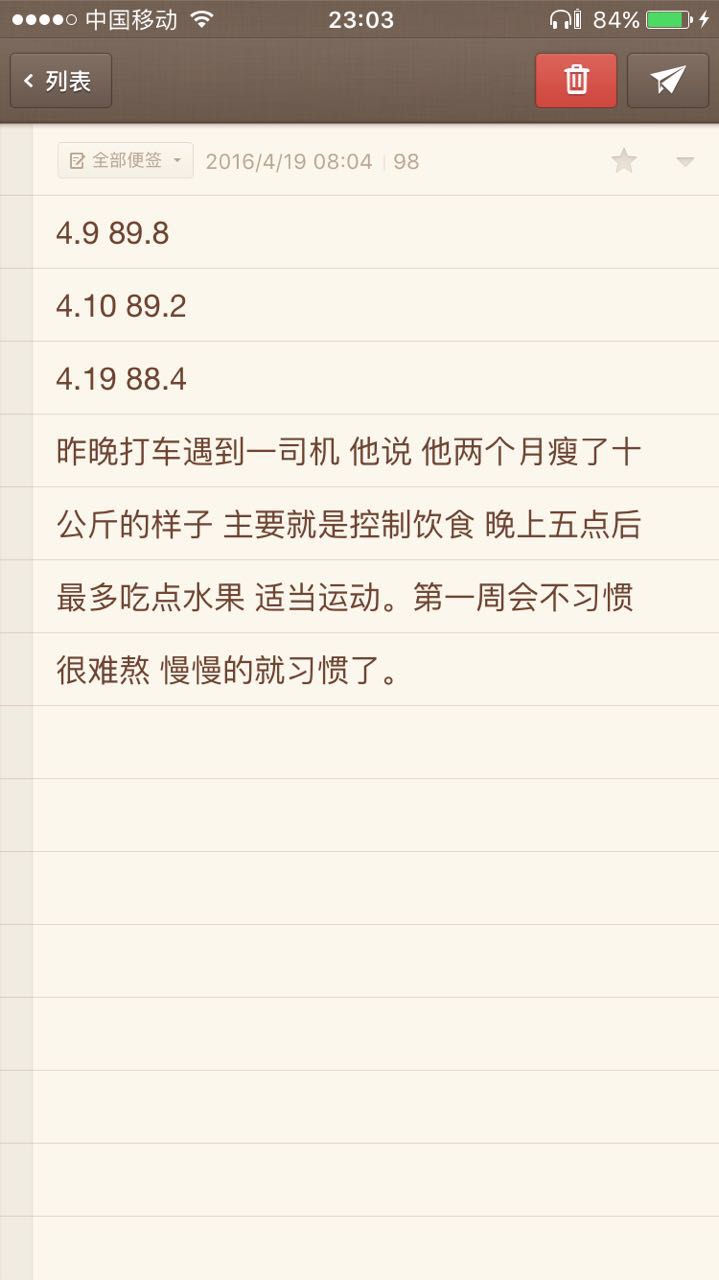 中国移动 23:03 84%
列表
全部便签 2016/4/19 08:04 98
4.9 89.8
4.10 89.2
4.19 88.4
昨晚打车遇到一司机 他说 他两个月瘦了十
公斤的样子 主要就是控制饮食 晚上五点后
最多吃点水果 适当运动。第一周会不习惯
很难熬 慢慢的就习惯了。